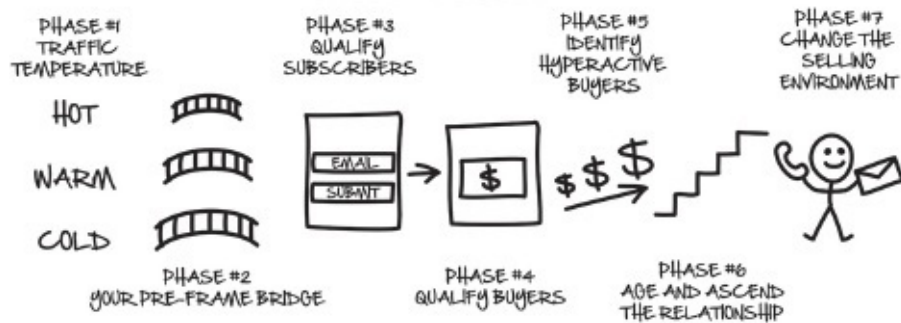 PHASE #1
TRAFFIC
TEMPERATURE
HOT
WARM
COLD
PHASE #2
YOUR PRE-FRAME BRIDGE
PHASE #3
QUALIFY
SUBSCRIBERS
EMAIL
SUBMIT
$
PHASE #4
QUALIFY BUYERS
PHASE #5
IDENTIFY
HYPERACTIVE
BUYERS
$ $ $
PHASE #6
AGE AND ASCEND
THE RELATIONSHIP
PHASE #7
CHANGE THE
SELLING
ENVIRONMENT